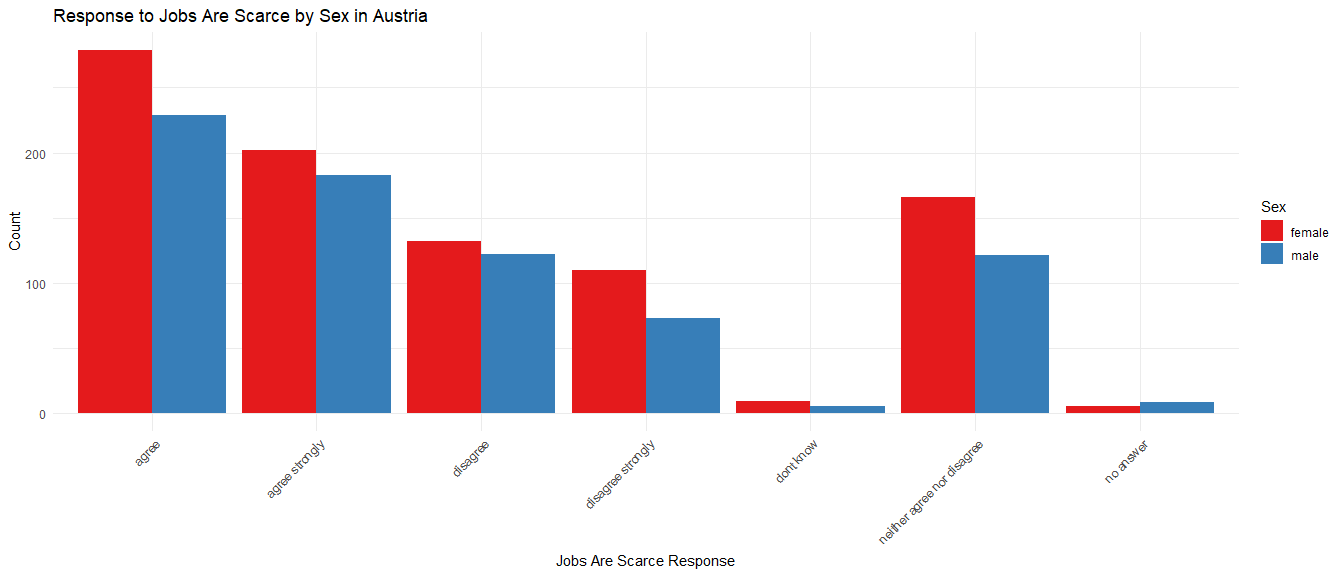 Response to Jobs Are Scarce by Sex in Austria
Count
200
100
0
agree
agree strongly
disagree
disagree strongly
dont know
neither agree nor disagree
no answer
Jobs Are Scarce Response
Sex
female
male